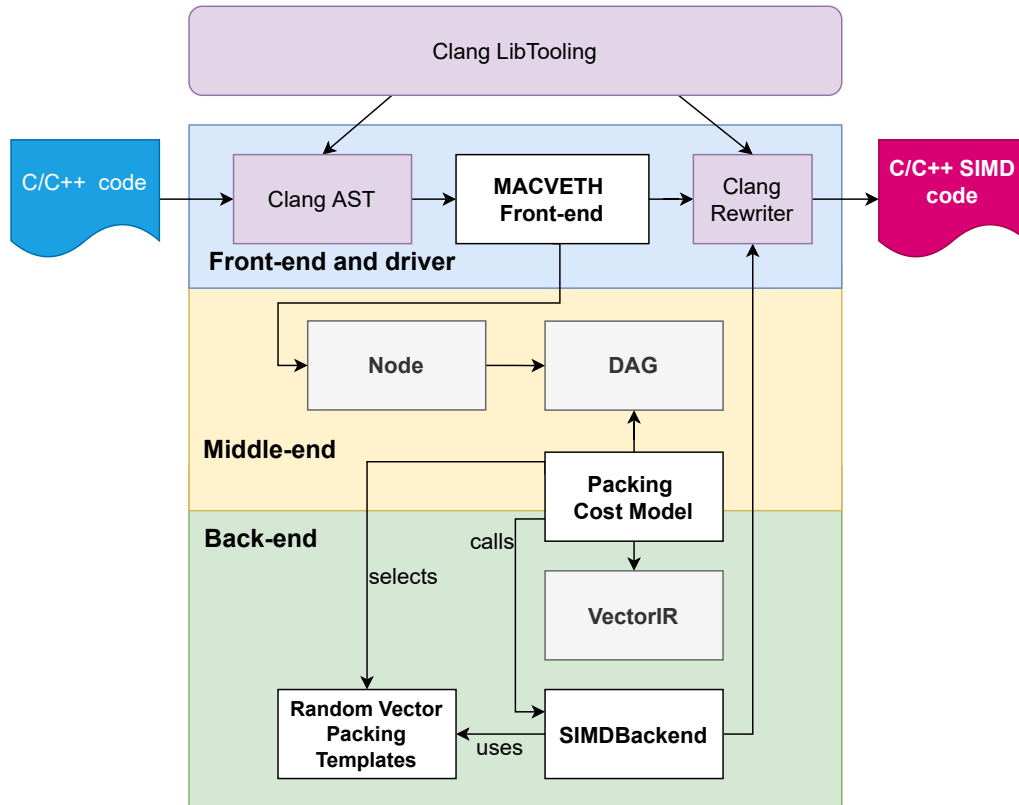 Clang LibTooling
C/C++ code
Clang AST
MACVETH
Front-end
Clang
Rewriter
C/C++ SIMD
code
Front-end and driver
Node
DAG
Middle-end
Packing
Cost Model
Back-end
calls
selects
VectorIR
Random Vector
Packing
Templates
uses
SIMDBackend